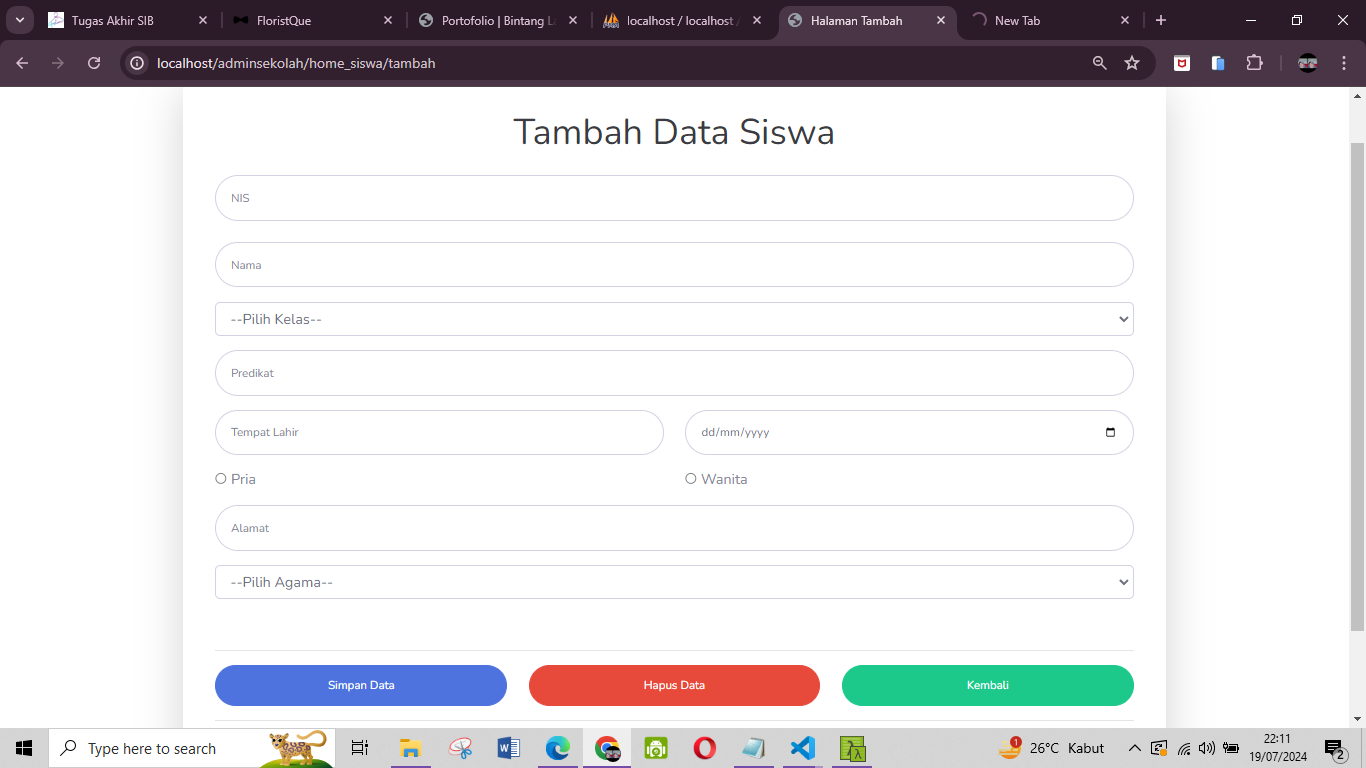 Tugas Akhir SIB
FloristQue
Portofolio | Bintang L
localhost / localhost /
Halaman Tambah
New Tab
localhost/adminsekolah/home_siswa/tambah
Tambah Data Siswa
NIS
Nama
--Pilih Kelas--
Predikat
Tempat Lahir dd/mm/yyyy
Pria Wanita
Alamat
--Pilih Agama--
Simpan Data Hapus Data Kembali
Type here to search
1
26°C Kabut
22:11
19/07/2024
2